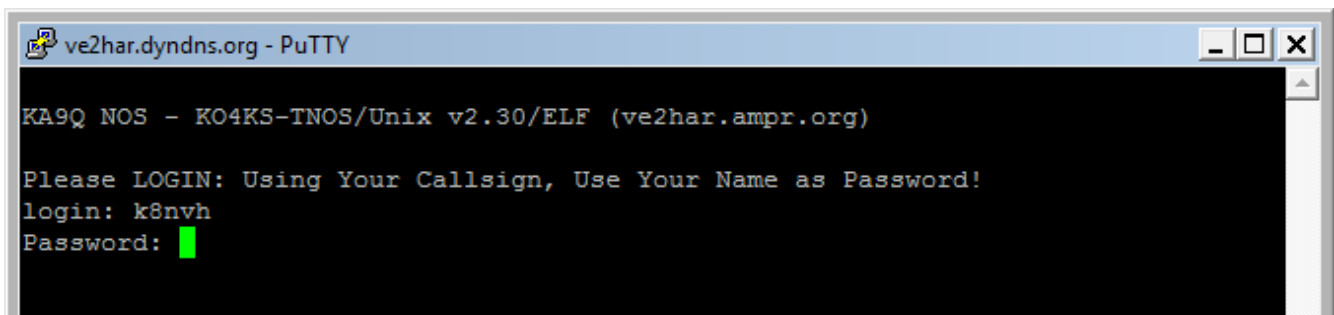 ve2har.dyndns.org - PuTTY
KA9Q NOS - KO4KS-TNOS/Unix v2.30/ELF (ve2har.ampr.org)
Please LOGIN: Using Your Callsign, Use Your Name as Password!
login: k8nvh
Password: